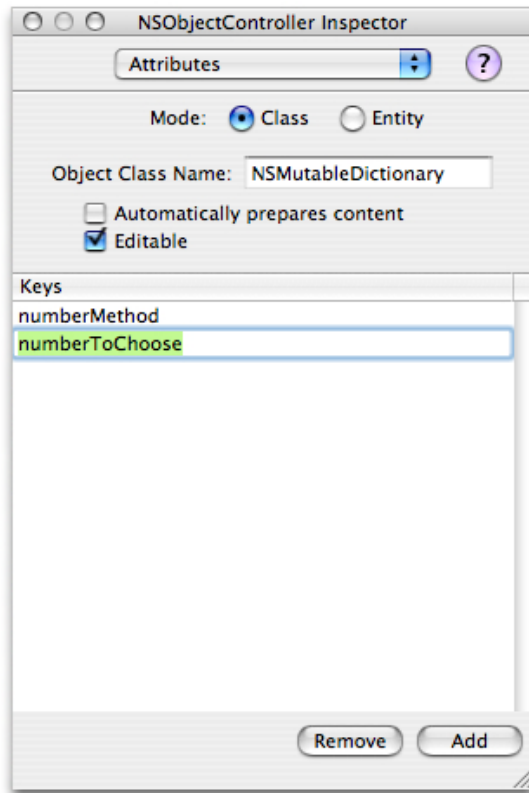 NSObjectController Inspector
Attributes
?
Mode: Class Entity
Object Class Name: NSMutableDictionary
Automatically prepares content
Editable
Keys
numberMethod
numberToChoose
Remove Add